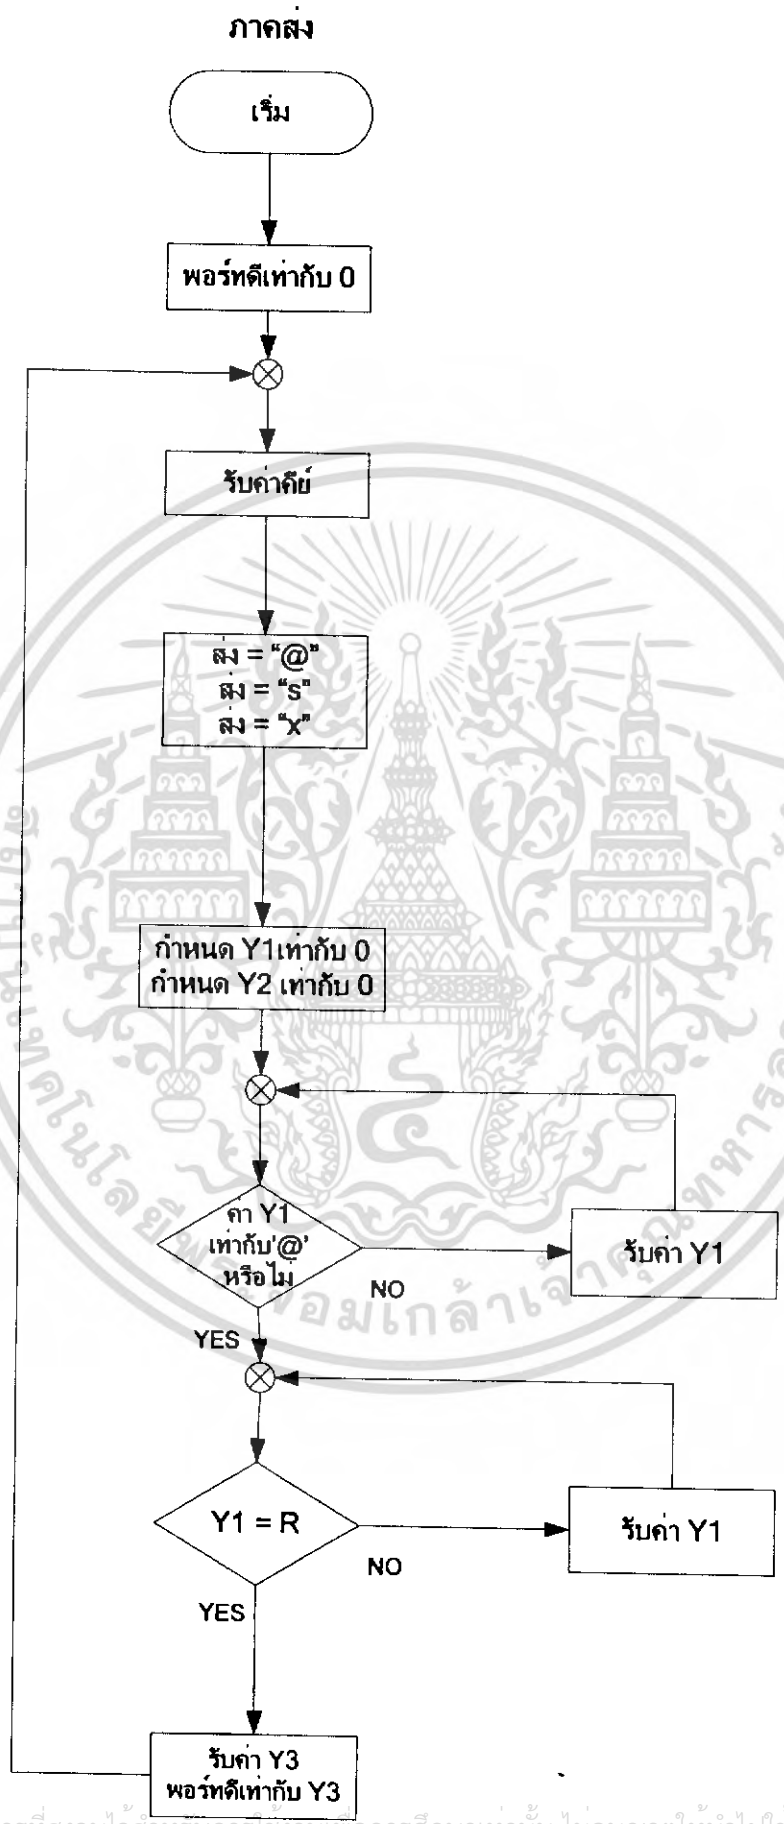 ภาคส่ง
เริ่ม
พอร์ทดีเท่ากับ 0
รับค่าคีย์
ส่ง = “@”
ส่ง = “s”
ส่ง = “x”
กำหนด Y1เท่ากับ 0
กำหนด Y2 เท่ากับ 0
ค่า Y1
เท่ากับ'@'
หรือไม่
NO
รับค่า Y1
YES
Y1 = R
NO
รับค่า Y1
YES
รับค่า Y3
พอร์ทดีเท่ากับ Y3